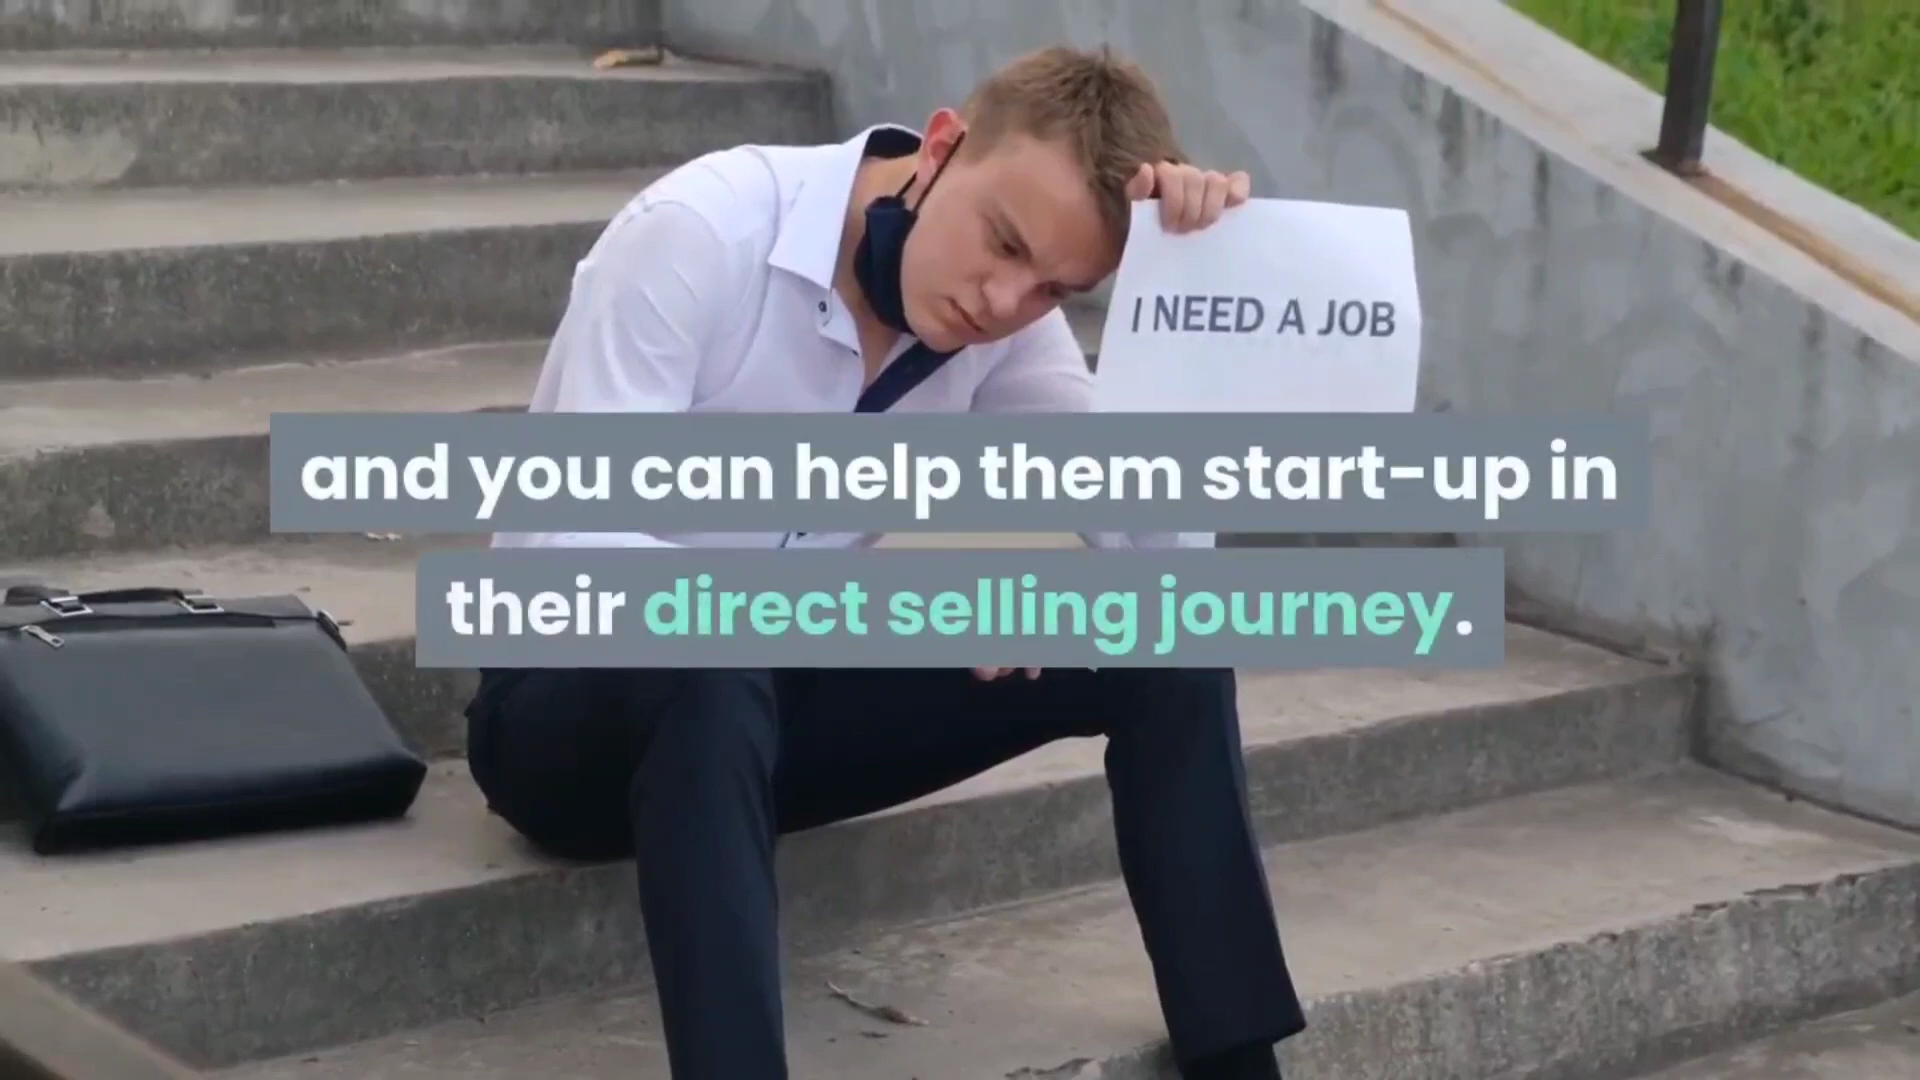 I NEED A JOB
and you can help them start-up in
their direct selling journey.